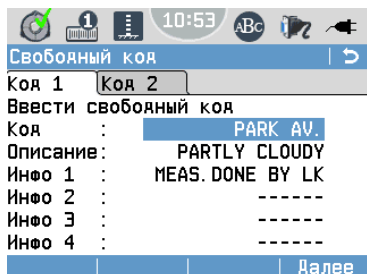 1 10:53 ABC
Свободный код
Код 1 Код 2
Ввести свободный код
Код : PARK AV.
Описание: PARTLY CLOUDY
Инфо 1 : MEAS.DONE BY LK
Инфо 2 : ------
Инфо 3 : ------
Инфо 4 : ------
Далее